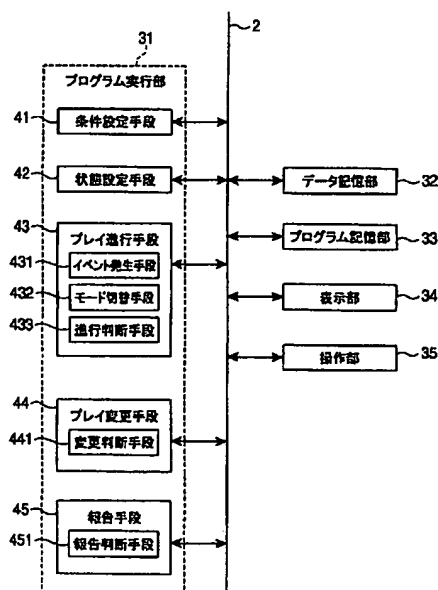 31
2
プログラム実行部
41
条件設定手段
42
状態設定手段
データ記憶部
32
43
プレイ進行手段
431
イベント発生手段
432
モード切替手段
433
進行判断手段
プログラム記憶部
33
表示部
34
操作部
35
44
プレイ変更手段
441
変更判断手段
45
報告手段
451
報告判断手段